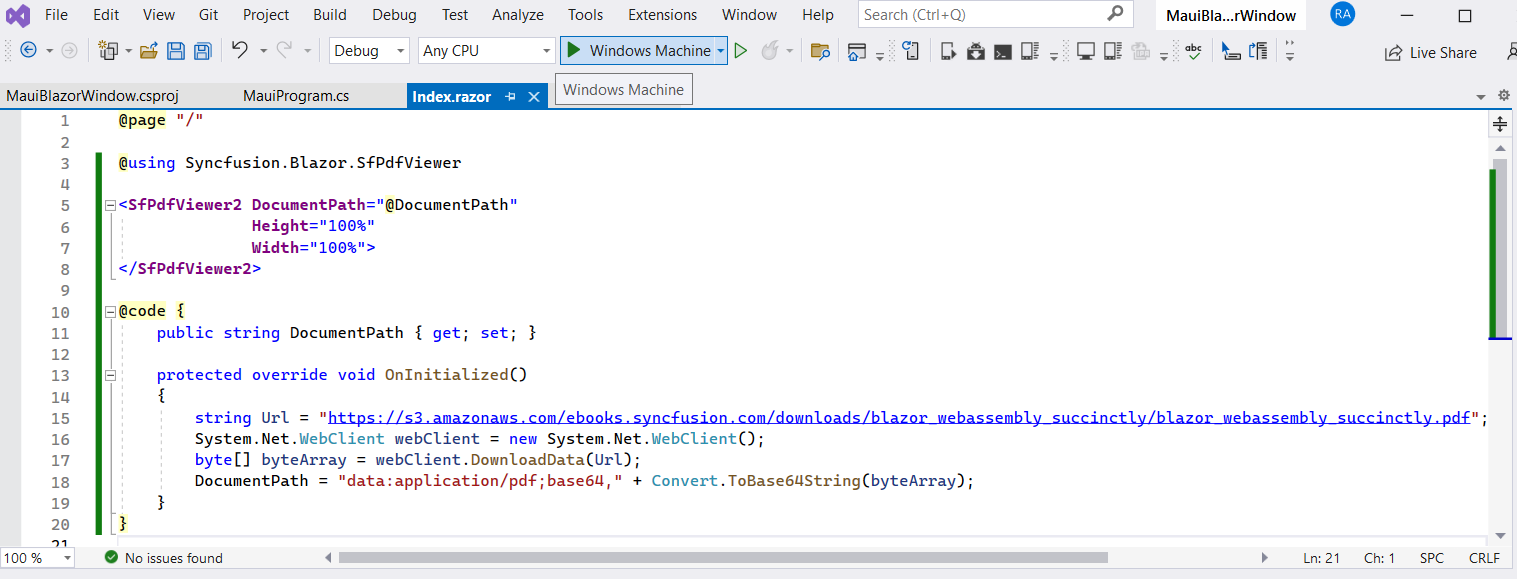 File Edit View Git Project Build Debug Test Analyze Tools Extensions Window Help Search (Ctrl+Q) MauiBla...rWindow RA
Debug Any CPU Windows Machine abc Live Share
MauiBlazorWindow.csproj MauiProgram.cs Index.razor Windows Machine
1 @page "/"
2
3 @using Syncfusion.Blazor.SfPdfViewer
4
5 <SfPdfViewer2 DocumentPath="@DocumentPath"
6 Height="100%"
7 Width="100%">
8 </SfPdfViewer2>
9
10 @code {
11 public string DocumentPath { get; set; }
12
13 protected override void OnInitialized()
14 {
15 string Url = "https://s3.amazonaws.com/ebooks.syncfusion.com/downloads/blazor_webassembly_succinctly/blazor_webassembly_succinctly.pdf";
16 System.Net.WebClient webClient = new System.Net.WebClient();
17 byte[] byteArray = webClient.DownloadData(Url);
18 DocumentPath = "data:application/pdf;base64," + Convert.ToBase64String(byteArray);
19 }
20 }
21
100 % No issues found Ln: 21 Ch: 1 SPC CRLF